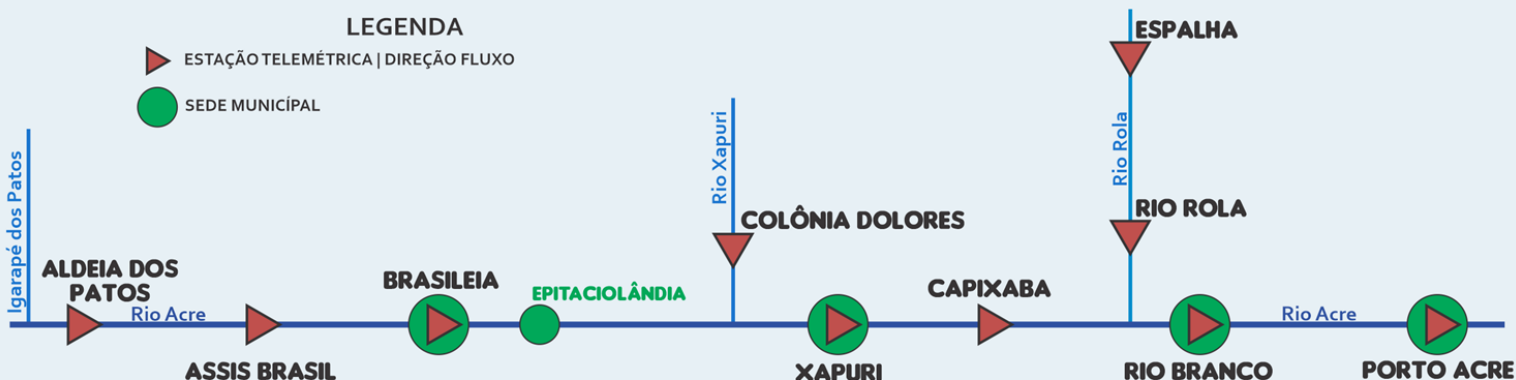 LEGENDA
ESTAÇÃO TELEMÉTRICA | DIREÇÃO FLUXO
SEDE MUNICÍPAL
Igarapé dos Patos
ALDEIA DOS
PATOS
Rio Acre
ASSIS BRASIL
BRASILEIA
EPITACIOLÂNDIA
Rio Xapuri
COLÔNIA DOLORES
XAPURI
CAPIXABA
ESPALHA
Rio Rola
RIO ROLA
RIO BRANCO
Rio Acre
PORTO ACRE